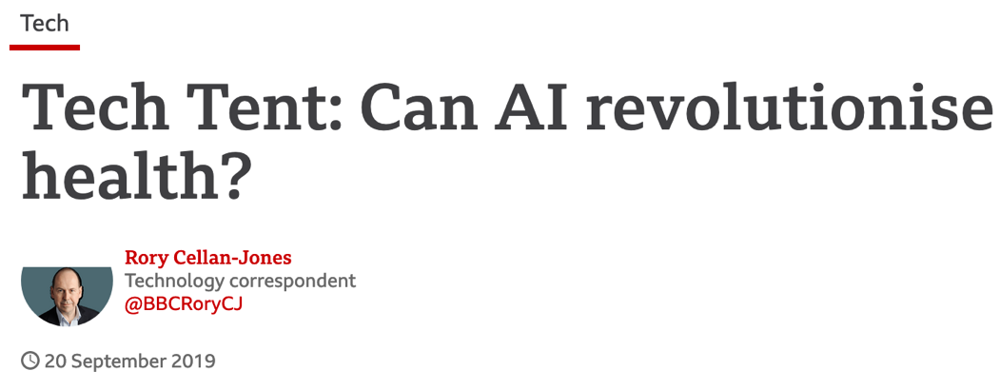 Tech
Tech Tent: Can AI revolutionise
health?
Rory Cellan-Jones
Technology correspondent
@BBCRoryCJ
20 September 2019